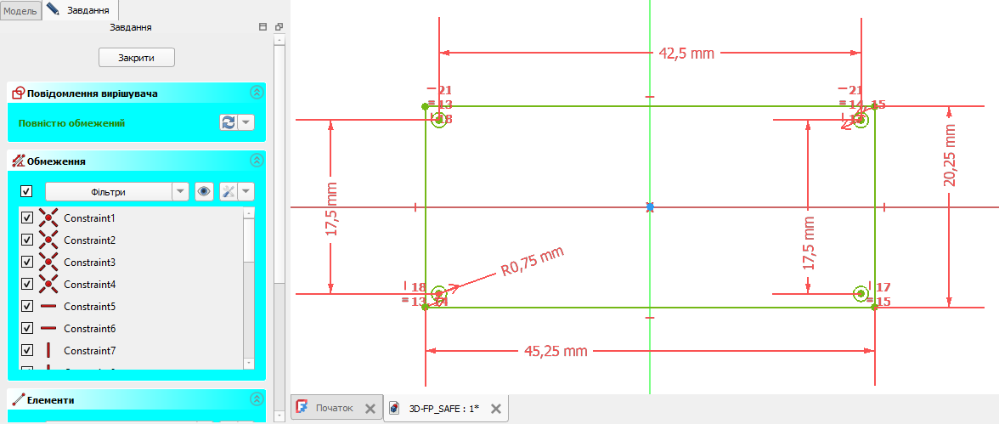 Модель
Завдання
Завдання
Закрити
Повідомлення вирішувача
Повністю обмежений
Обмеження
Фільтри
Constraint1
Constraint2
Constraint3
Constraint4
Constraint5
Constraint6
Constraint7
Елементи
42,5 mm
21
= 13
18
21
= 14 15
17,5 mm
17,5 mm
20,25 mm
R0,75 mm
18
= 13 14
17
= 15
45,25 mm
Початок
3D-FP_SAFE : 1*